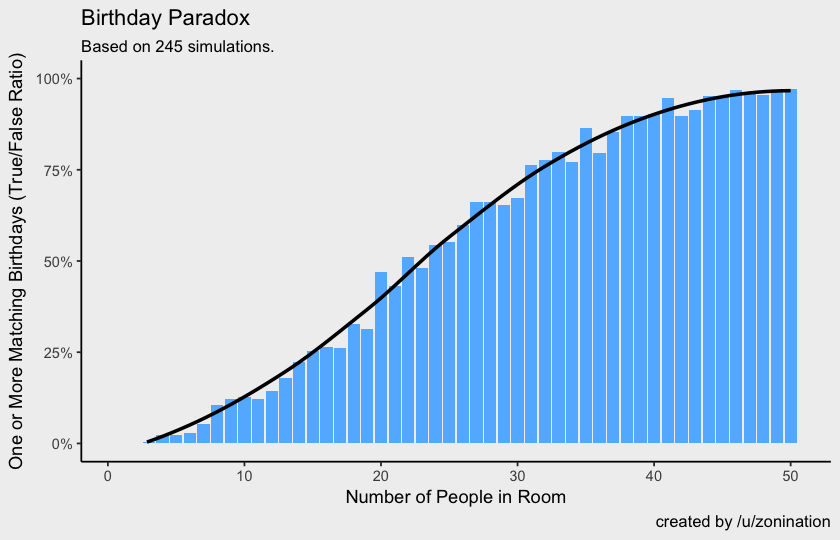 Birthday Paradox
Based on 245 simulations.
One or More Matching Birthdays (True/False Ratio)
100%
75%
50%
25%
0%
0 10 20 30 40 50
Number of People in Room
created by /u/zonination